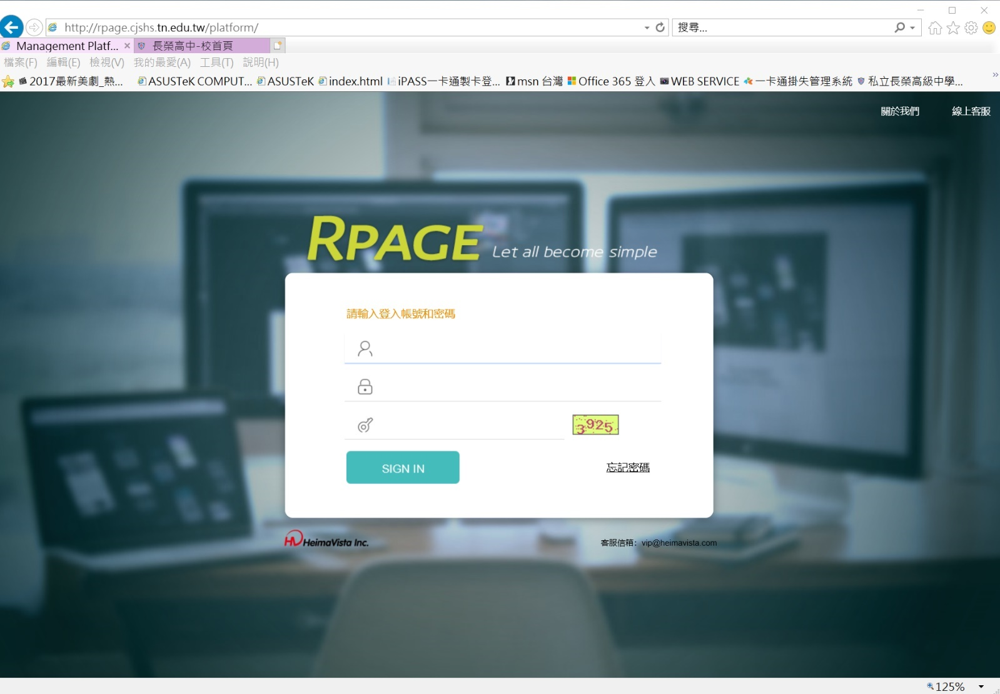 http://rpage.cjshs.tn.edu.tw/platform/
搜尋...
Management Platf...
長榮高中-校首頁
檔案(F) 編輯(E) 檢視(V) 我的最愛(A) 工具(T) 說明(H)
2017最新美劇_熱... ASUSTeK COMPUT... ASUSTeK index.html iPASS一卡通製卡登... msn 台灣 Office 365 登入 WEB SERVICE 一卡通掛失管理系統 私立長榮高級中學... »
關於我們 線上客服
RPAGE Let all become simple
請輸入登入帳號和密碼
3925
SIGN IN 忘記密碼
HeimaVista Inc. 客服信箱：vip@heimavista.com
125%